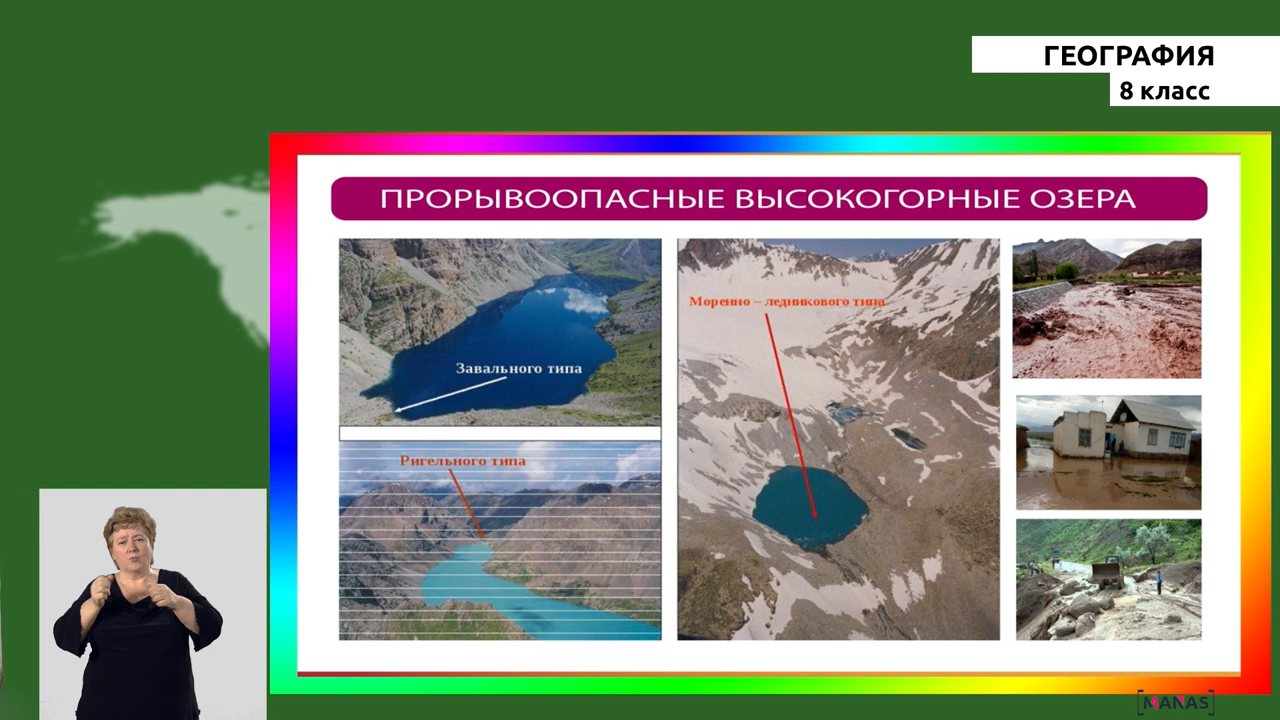 ГЕОГРАФИЯ
8 класс
ПРОРЫВООПАСНЫЕ ВЫСОКОГОРНЫЕ ОЗЕРА
Завального типа
Ригельного типа
Моренно – ледникового типа
MANAS